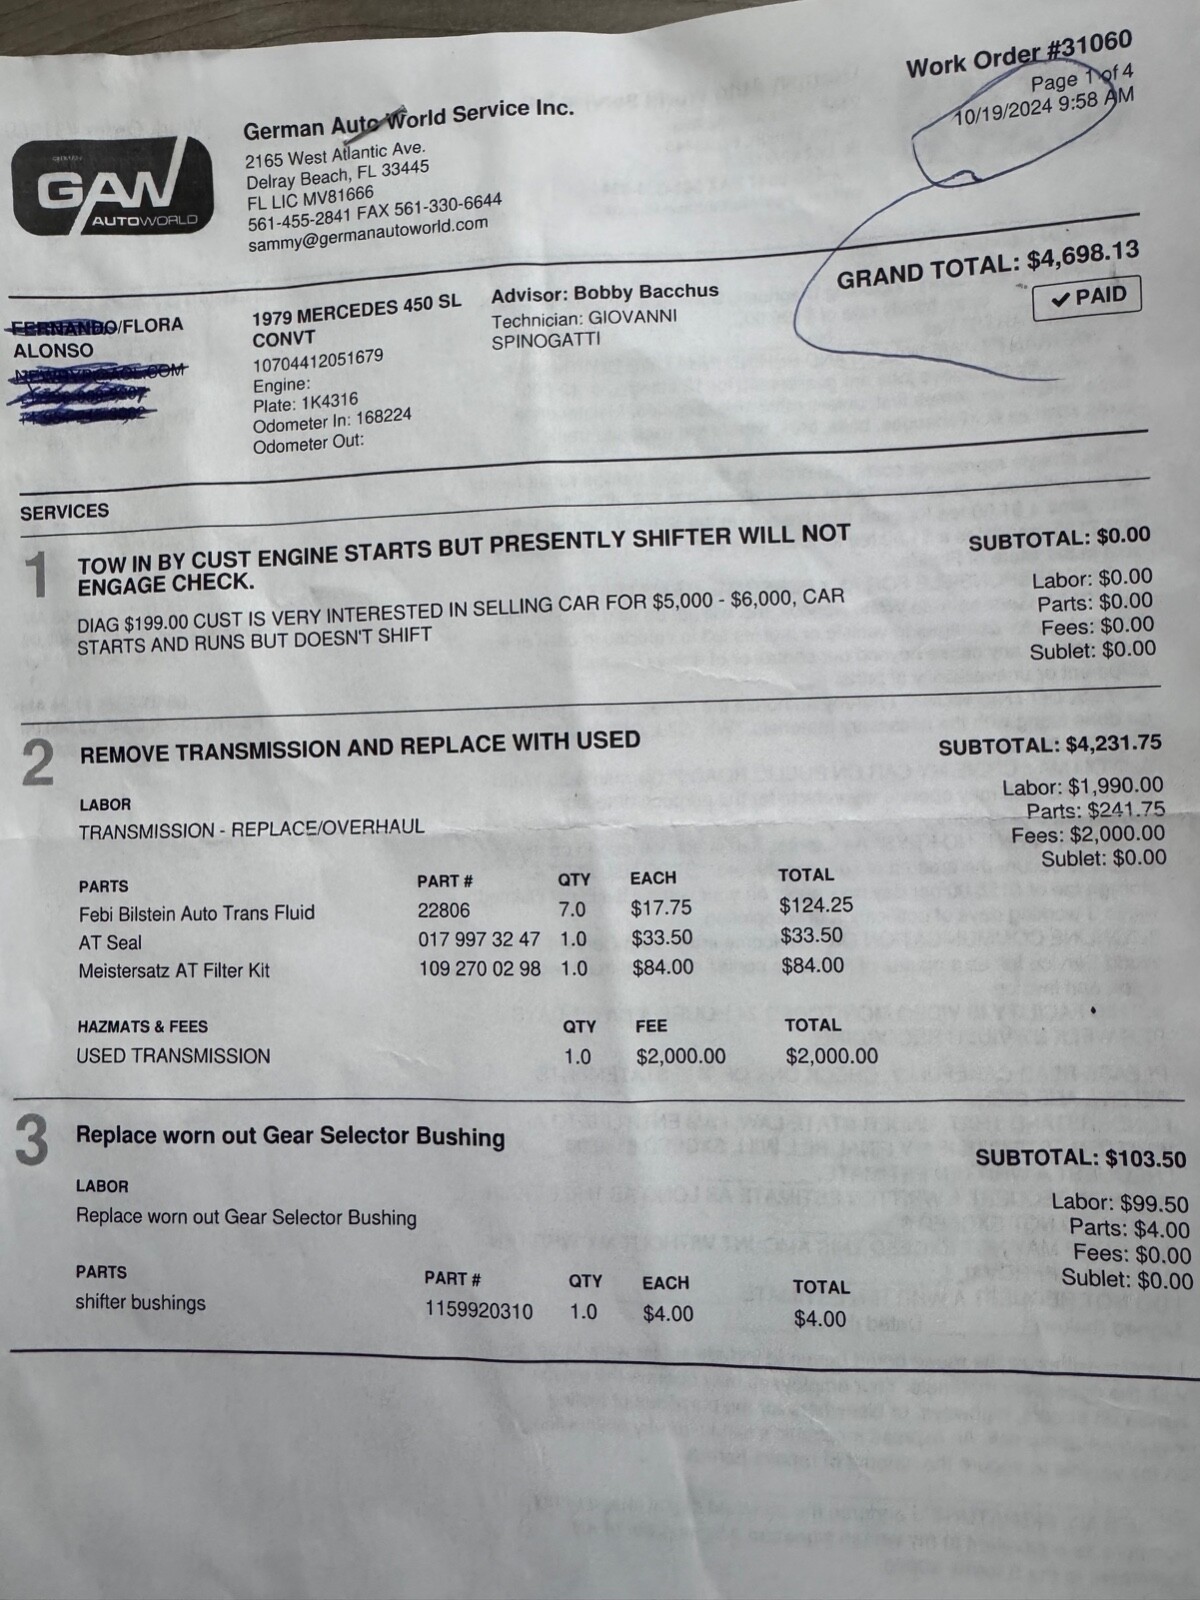 Work Order #31060
Page 1 of 4
10/19/2024 9:58 AM
GAW
AUTOWORLD
German Auto World Service Inc.
2165 West Atlantic Ave.
Delray Beach, FL 33445
FL LIC MV81666
561-455-2841 FAX 561-330-6644
sammy@germanautoworld.com
GRAND TOTAL: $4,698.13
✔ PAID
/FLORA
ALONSO
1979 MERCEDES 450 SL
CONVT
10704412051679
Engine:
Plate: 1K4316
Odometer In: 168224
Odometer Out:
Advisor: Bobby Bacchus
Technician: GIOVANNI
SPINOGATTI
SERVICES
1 TOW IN BY CUST ENGINE STARTS BUT PRESENTLY SHIFTER WILL NOT
ENGAGE CHECK.
DIAG $199.00 CUST IS VERY INTERESTED IN SELLING CAR FOR $5,000 - $6,000, CAR
STARTS AND RUNS BUT DOESN'T SHIFT
SUBTOTAL: $0.00
Labor: $0.00
Parts: $0.00
Fees: $0.00
Sublet: $0.00
2 REMOVE TRANSMISSION AND REPLACE WITH USED
SUBTOTAL: $4,231.75
Labor: $1,990.00
Parts: $241.75
Fees: $2,000.00
Sublet: $0.00
LABOR
TRANSMISSION - REPLACE/OVERHAUL
PARTS PART # QTY EACH TOTAL
Febi Bilstein Auto Trans Fluid 22806 7.0 $17.75 $124.25
AT Seal 017 997 32 47 1.0 $33.50 $33.50
Meistersatz AT Filter Kit 109 270 02 98 1.0 $84.00 $84.00
HAZMATS & FEES QTY FEE TOTAL
USED TRANSMISSION 1.0 $2,000.00 $2,000.00
3 Replace worn out Gear Selector Bushing
SUBTOTAL: $103.50
Labor: $99.50
Parts: $4.00
Fees: $0.00
Sublet: $0.00
LABOR
Replace worn out Gear Selector Bushing
PARTS PART # QTY EACH TOTAL
shifter bushings 1159920310 1.0 $4.00 $4.00